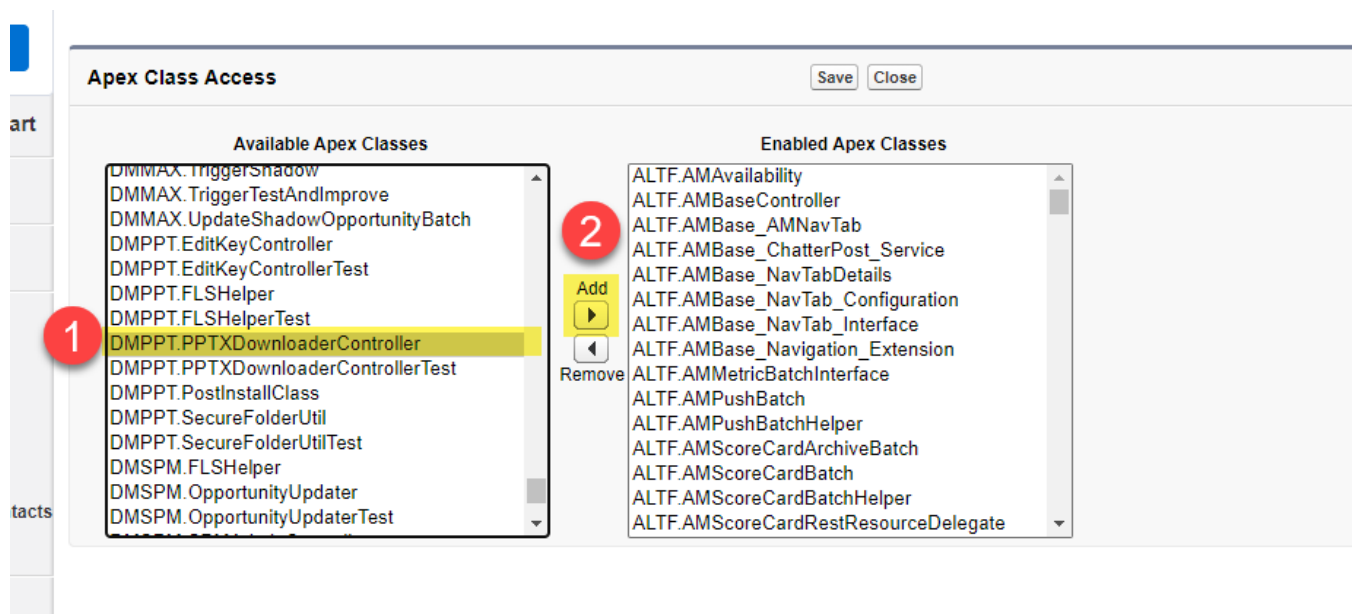 art
tacts
Apex Class Access
Save
Close
Available Apex Classes
DMMAX.TriggerShadow
DMMAX.TriggerTestAndImprove
DMMAX.UpdateShadowOpportunityBatch
DMPPT.EditKeyController
DMPPT.EditKeyControllerTest
DMPPT.FLSHelper
DMPPT.FLSHelperTest
1
DMPPT.PPTXDownloaderController
DMPPT.PPTXDownloaderControllerTest
DMPPT.PostInstallClass
DMPPT.SecureFolderUtil
DMPPT.SecureFolderUtilTest
DMSPM.FLSHelper
DMSPM.OpportunityUpdater
DMSPM.OpportunityUpdaterTest
2
Add
Remove
Enabled Apex Classes
ALTF.AMAvailability
ALTF.AMBaseController
ALTF.AMBase_AMNavTab
ALTF.AMBase_ChatterPost_Service
ALTF.AMBase_NavTabDetails
ALTF.AMBase_NavTab_Configuration
ALTF.AMBase_NavTab_Interface
ALTF.AMBase_Navigation_Extension
ALTF.AMMetricBatchInterface
ALTF.AMPushBatch
ALTF.AMPushBatchHelper
ALTF.AMScoreCardArchiveBatch
ALTF.AMScoreCardBatch
ALTF.AMScoreCardBatchHelper
ALTF.AMScoreCardRestResourceDelegate